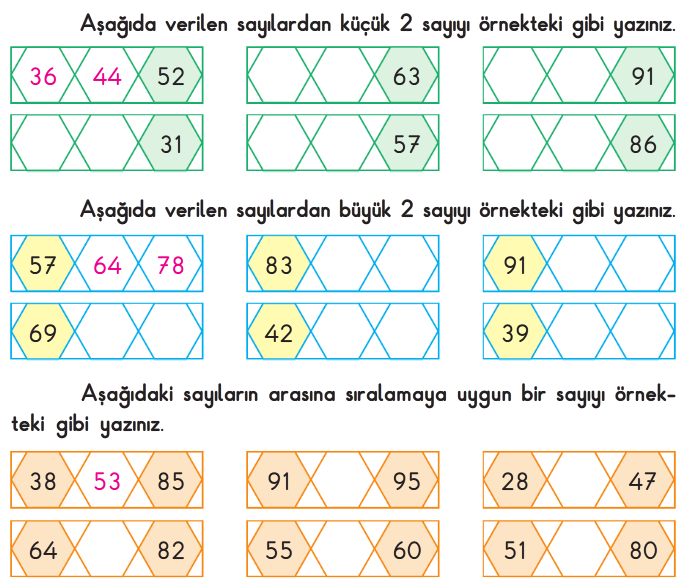 Aşağıda verilen sayılardan küçük 2 sayıyı örnekteki gibi yazınız.
36 44 52 63 91
31 57 86
Aşağıda verilen sayılardan büyük 2 sayıyı örnekteki gibi yazınız.
57 64 78 83 91
69 42 39
Aşağıdaki sayıların arasına sıralamaya uygun bir sayıyı örnek-
teki gibi yazınız.
38 53 85 91 95 28 47
64 82 55 60 51 80